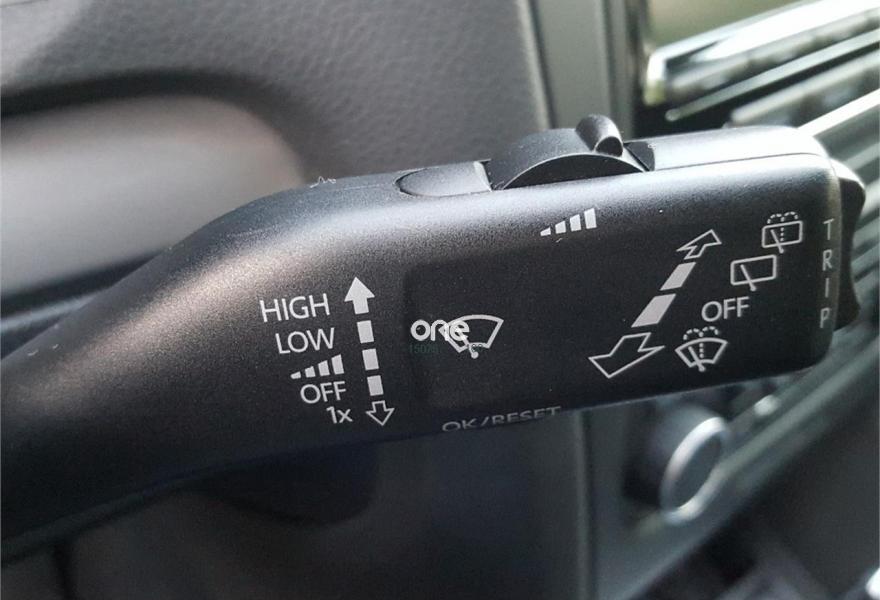 HIGH
LOW
OFF
1x
one
OFF
TRIP
OK/RESET